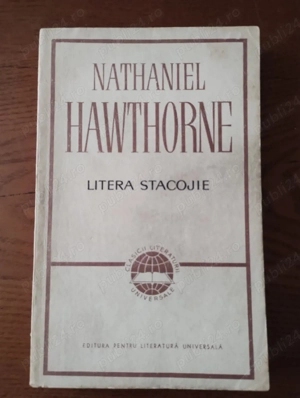 NATHANIEL
HAWTHORNE
LITERA STACOJIE
CLASICII LITERATURII
UNIVERSALE
EDITURA PENTRU LITERATURĂ UNIVERSALĂ